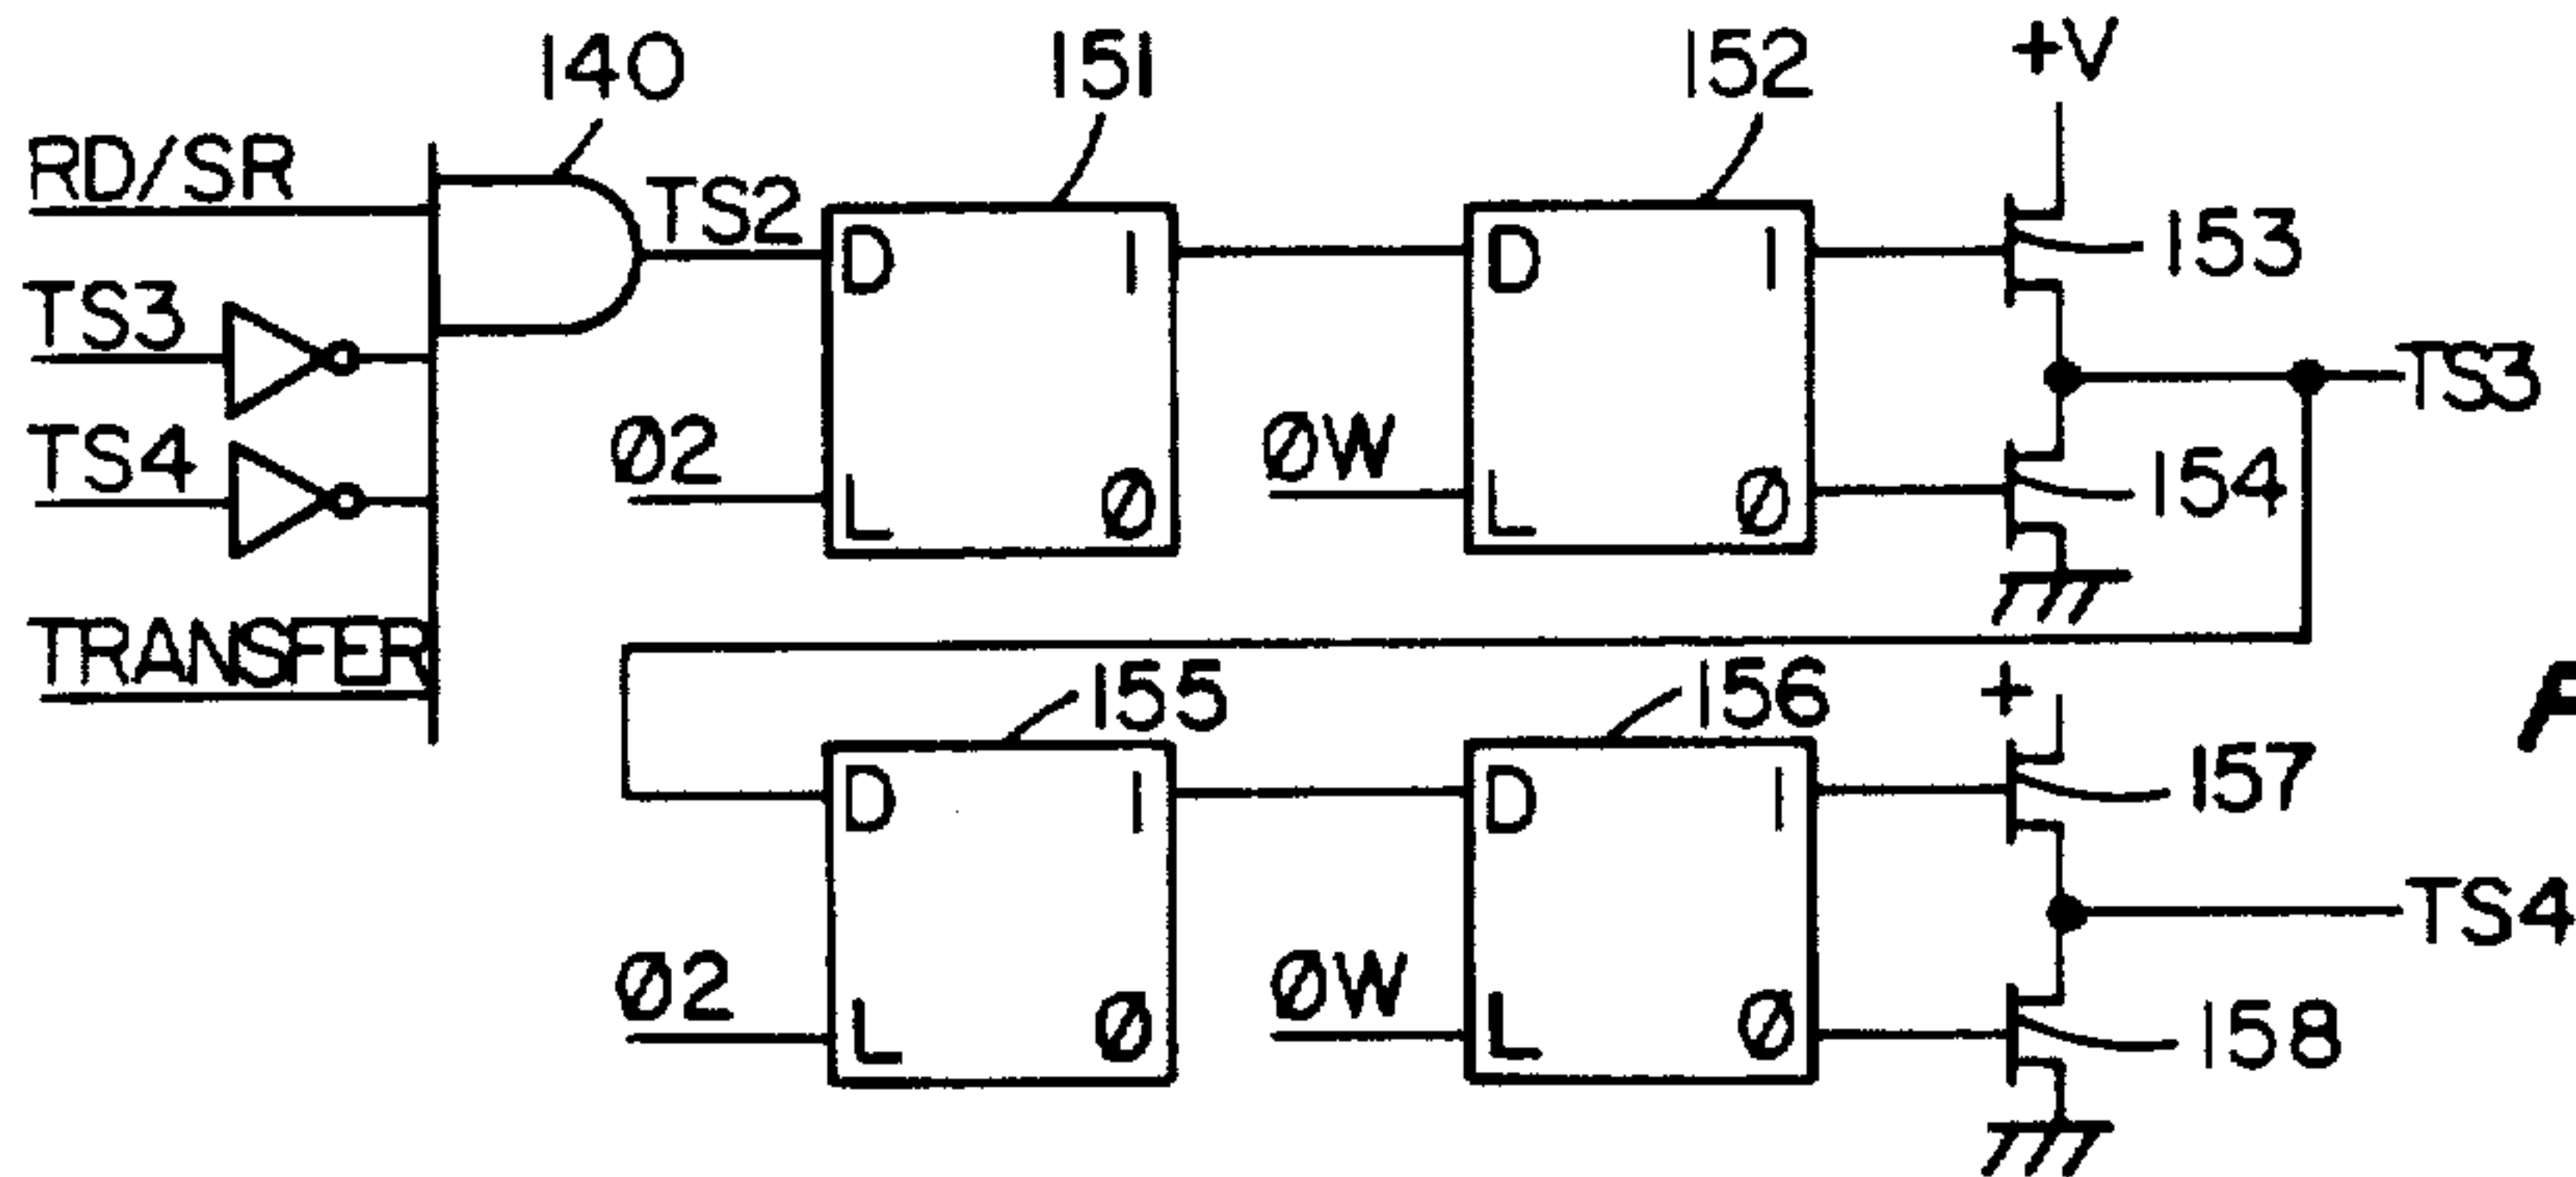 140
151
152
+V
RD/SR
TS2
D
1
D
1
153
TS3
TS3
TS4
Ø2
L
Ø
ØW
L
Ø
154
TRANSFER
155
156
+
157
D
1
D
1
TS4
Ø2
L
Ø
ØW
L
Ø
158